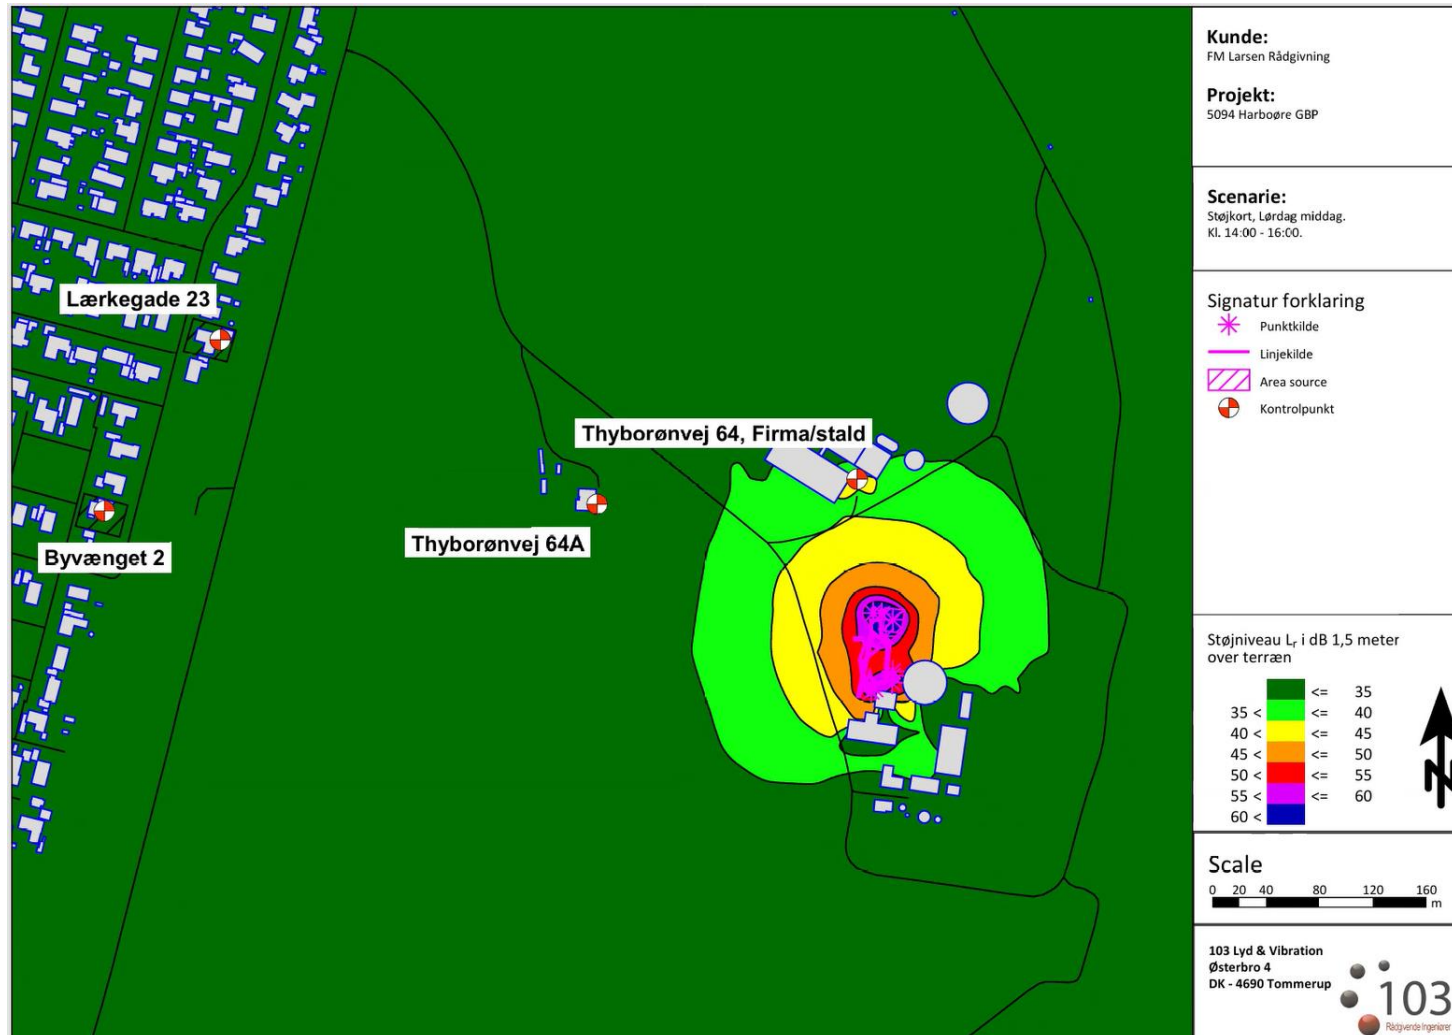 Lærkegade 23
Thyborønvej 64, Firma/stald
Thyborønvej 64A
Byvænget 2
Kunde:
FM Larsen Rådgivning
Projekt:
5094 Harboøre GBP
Scenarie:
Støjkort, Lørdag middag.
Kl. 14:00 - 16:00.
Signatur forklaring
Punktkilde
Linjekilde
Area source
Kontrolpunkt
Støjniveau Lr i dB 1,5 meter
over terræn
<= 35
35 < <= 40
40 < <= 45
45 < <= 50
50 < <= 55
55 < <= 60
60 <
N
Scale
0 20 40 80 120 160
m
103 Lyd & Vibration
Østerbro 4
DK - 4690 Tommerup
103
Rådgivende Ingeniører